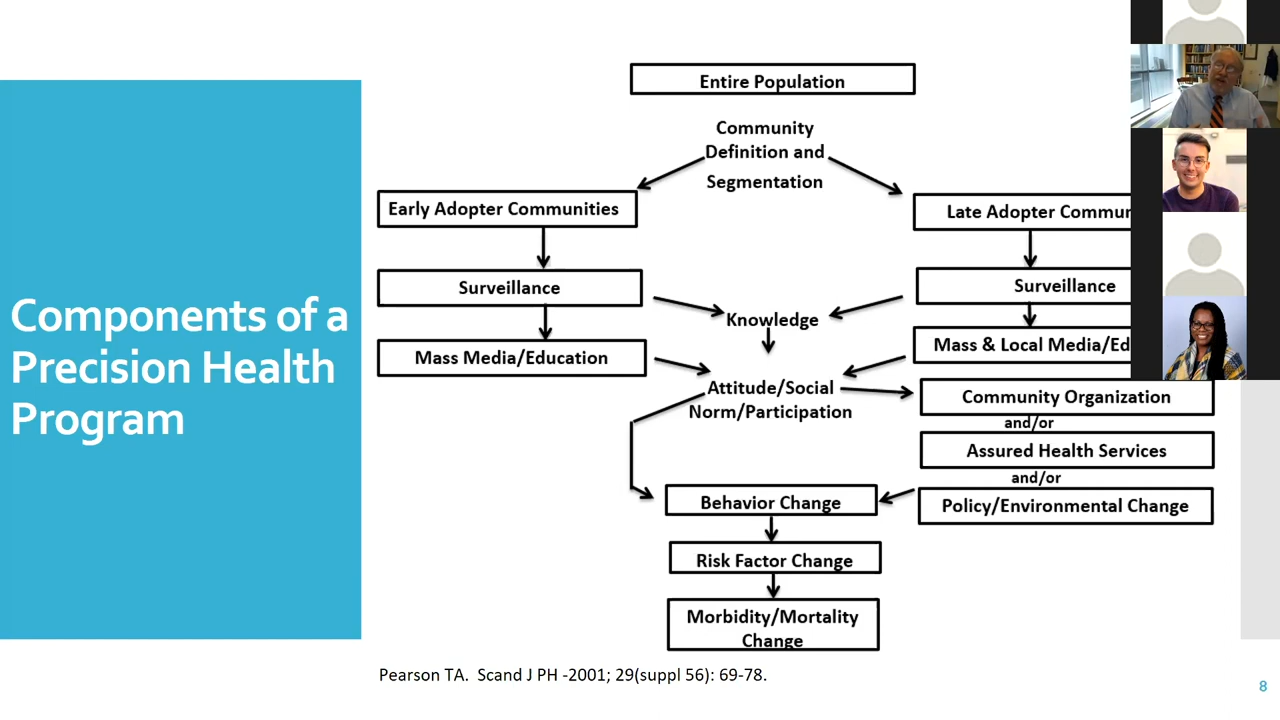 Components of a
Precision Health
Program
Entire Population
Community
Definition and
Segmentation
Early Adopter Communities
Late Adopter Commun
Surveillance
Surveillance
Knowledge
Mass Media/Education
Mass & Local Media/Ed
Attitude/Social
Norm/Participation
Community Organization
and/or
Assured Health Services
and/or
Policy/Environmental Change
Behavior Change
Risk Factor Change
Morbidity/Mortality
Change
Pearson TA. Scand J PH -2001; 29(suppl 56): 69-78.
8